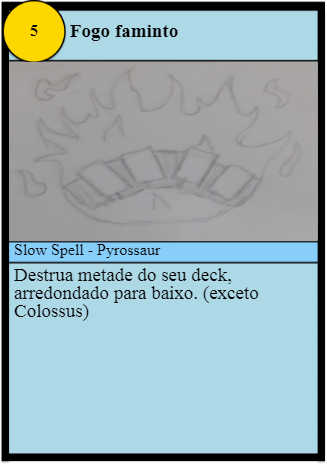 5
Fogo faminto
Slow Spell - Pyrossaur
Destrua metade do seu deck,
arredondado para baixo. (exceto
Colossus)